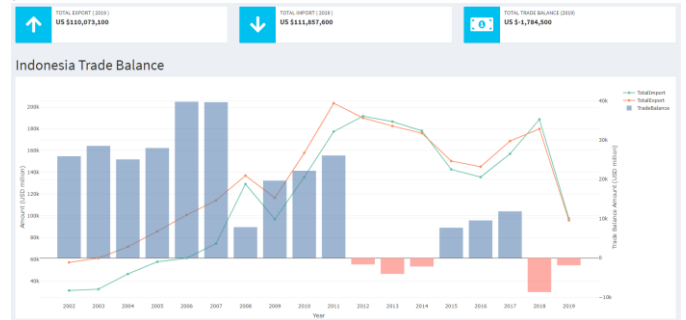 TOTAL EXPORT ( 2019 )
US $110,073,100
TOTAL IMPORT ( 2019 )
US $111,857,600
TOTAL TRADE BALANCE (2019)
US $-1,784,500
Indonesia Trade Balance
TotalImport
TotalExport
TradeBalance
Amount (USD million)
200k
180k
160k
140k
120k
100k
80k
60k
40k
40k
30k
20k
10k
0
−10k
Trade Balance Amount (USD million)
2002 2003 2004 2005 2006 2007 2008 2009 2010 2011 2012 2013 2014 2015 2016 2017 2018 2019
Year